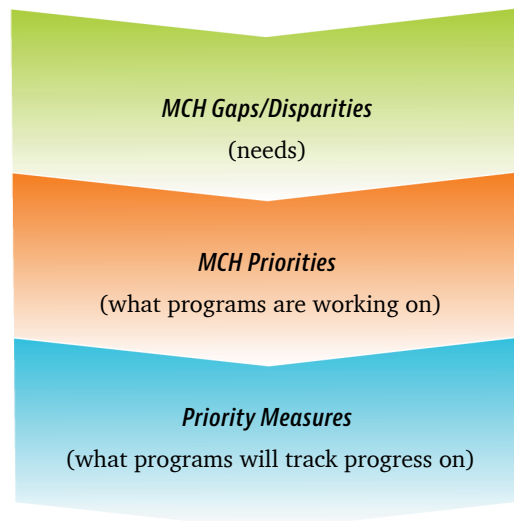 MCH Gaps/Disparities
(needs)
MCH Priorities
(what programs are working on)
Priority Measures
(what programs will track progress on)